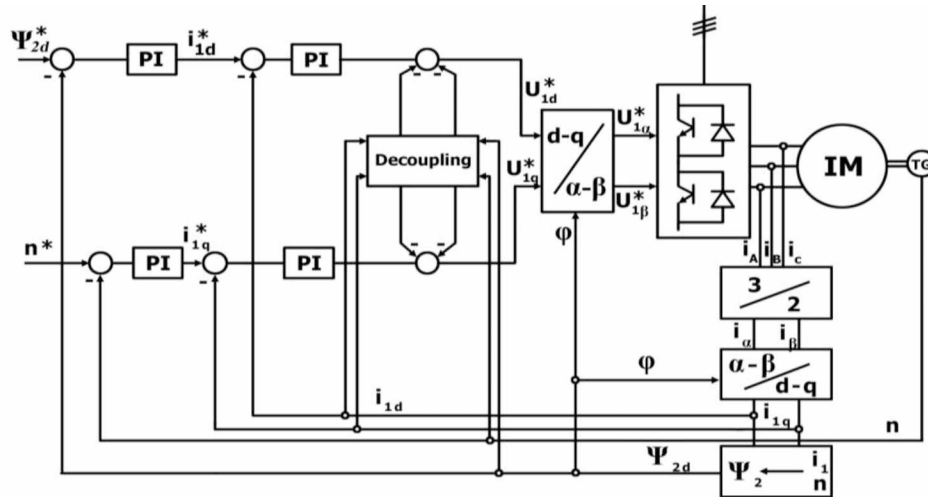 Ψ*2d
PI
i*1d
PI
U*1d
d-q
α-β
U*1α
U*1β
IM
TG
Decoupling
U*1q
n*
PI
i*1q
PI
φ
iA
iB
ic
3
2
iα
iβ
φ
α-β
d-q
i1d
i1q
n
Ψ2d
Ψ2
i1
n